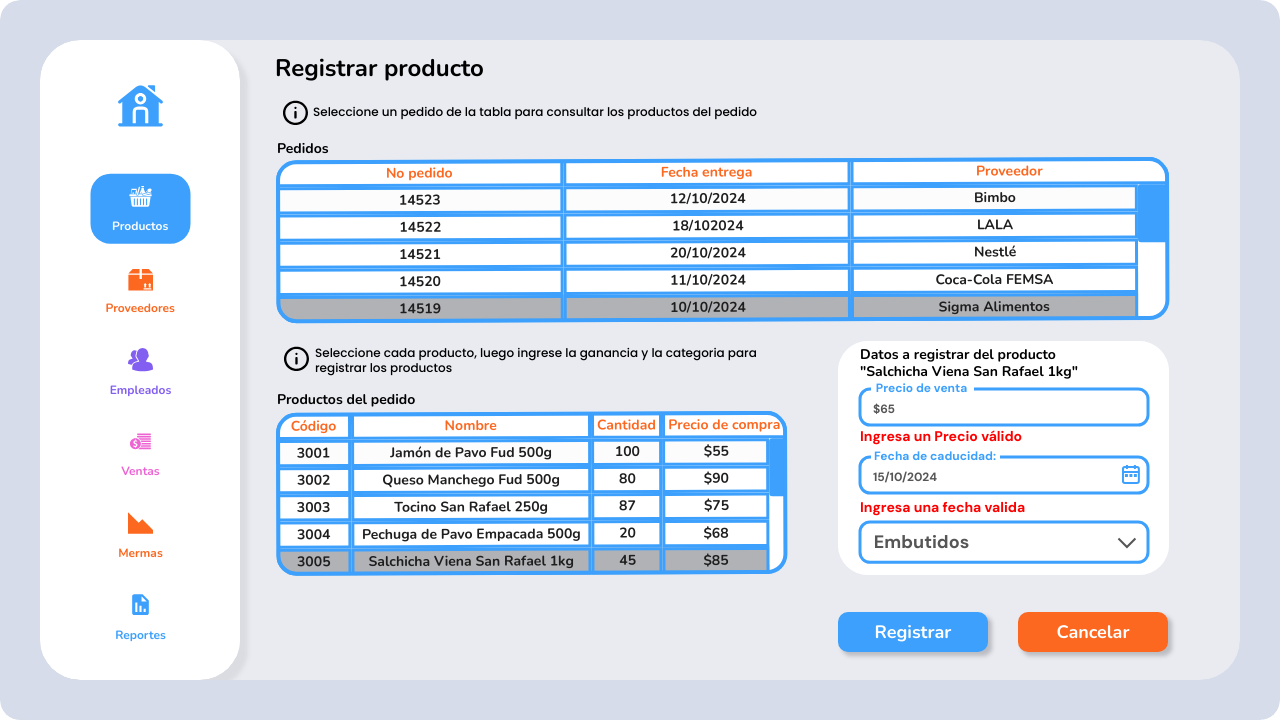 Registrar producto
Seleccione un pedido de la tabla para consultar los productos del pedido
Pedidos
No pedido Fecha entrega Proveedor
14523 12/10/2024 Bimbo
14522 18/102024 LALA
14521 20/10/2024 Nestlé
14520 11/10/2024 Coca-Cola FEMSA
14519 10/10/2024 Sigma Alimentos
Productos
Proveedores
Empleados
Ventas
Mermas
Reportes
Seleccione cada producto, luego ingrese la ganancia y la categoria para
registrar los productos
Productos del pedido
Código Nombre Cantidad Precio de compra
3001 Jamón de Pavo Fud 500g 100 $55
3002 Queso Manchego Fud 500g 80 $90
3003 Tocino San Rafael 250g 87 $75
3004 Pechuga de Pavo Empacada 500g 20 $68
3005 Salchicha Viena San Rafael 1kg 45 $85
Datos a registrar del producto
"Salchicha Viena San Rafael 1kg"
Precio de venta
$65
Ingresa un Precio válido
Fecha de caducidad:
15/10/2024
Ingresa una fecha valida
Embutidos
Registrar
Cancelar